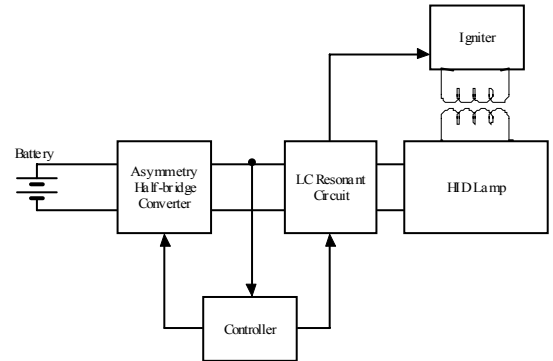 Igniter
Battery
Asymmetry
Half-bridge
Converter
LC Resonant
Circuit
HID Lamp
Controller